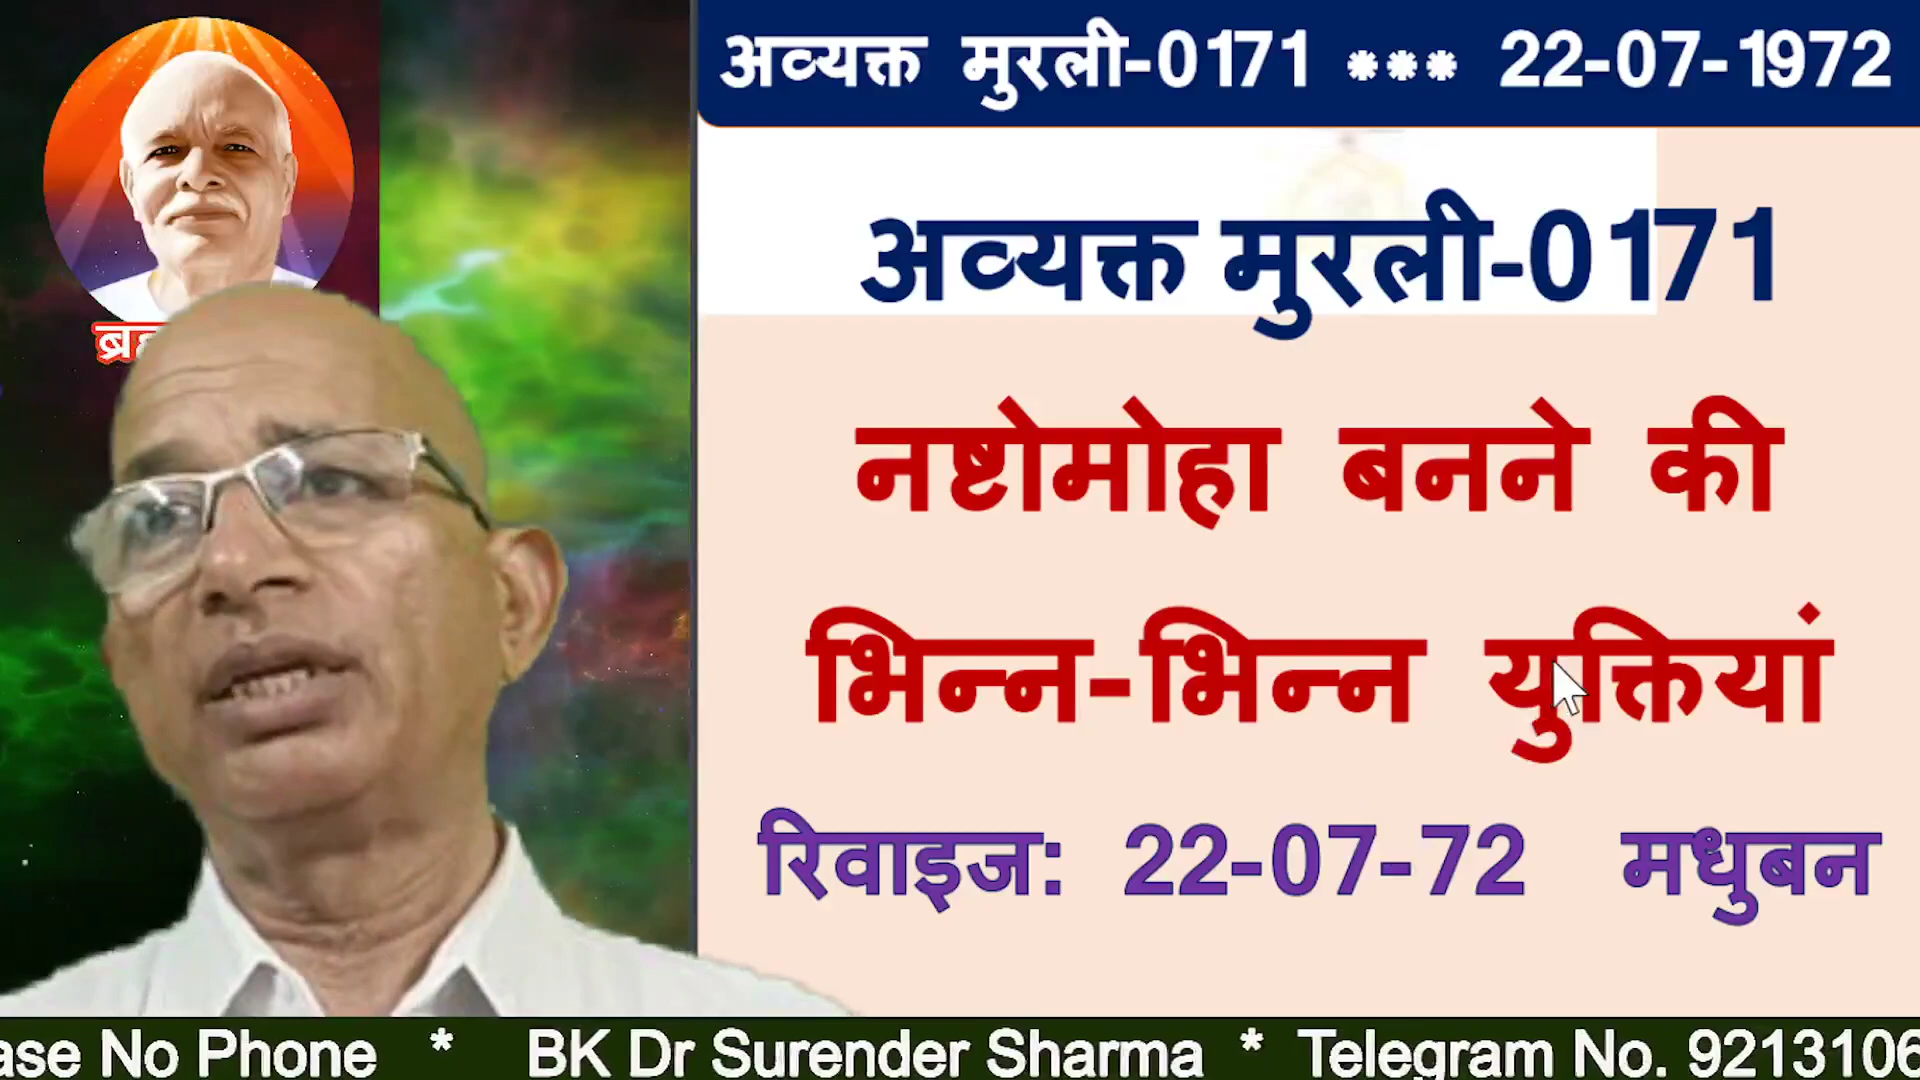 अव्यक्त मुरली-0171 *** 22-07-1972
अव्यक्त मुरली-0171
नष्टोमोहा बनने की
भिन्न-भिन्न युक्तियां
रिवाइज: 22-07-72 मधुबन
ase No Phone * BK Dr Surender Sharma * Telegram No. 9213106